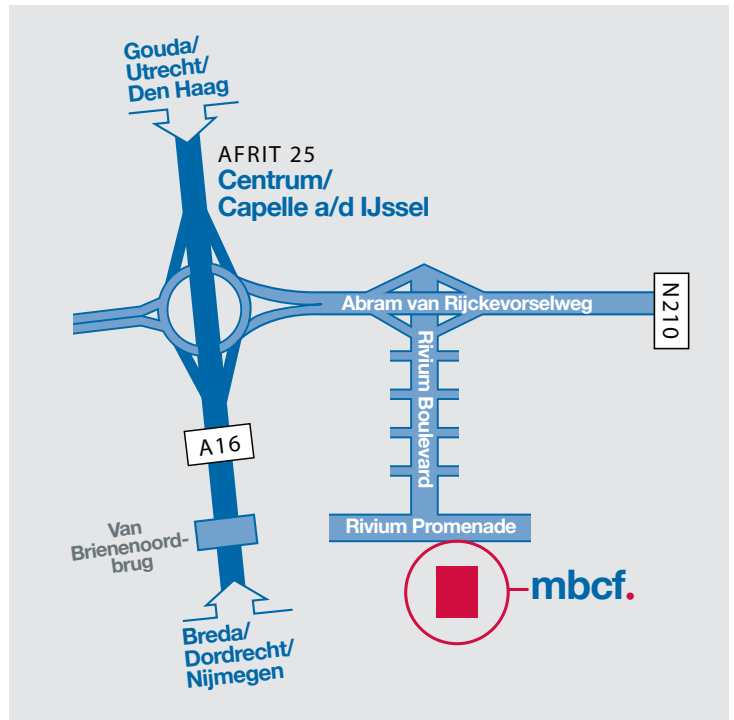 Gouda/
Utrecht/
Den Haag
AFRIT 25
Centrum/
Capelle a/d IJssel
Abram van Rijckevorselweg
N210
Rivium Boulevard
A16
Rivium Promenade
Van
Brienenoord-
brug
mbcf.
Breda/
Dordrecht/
Nijmegen